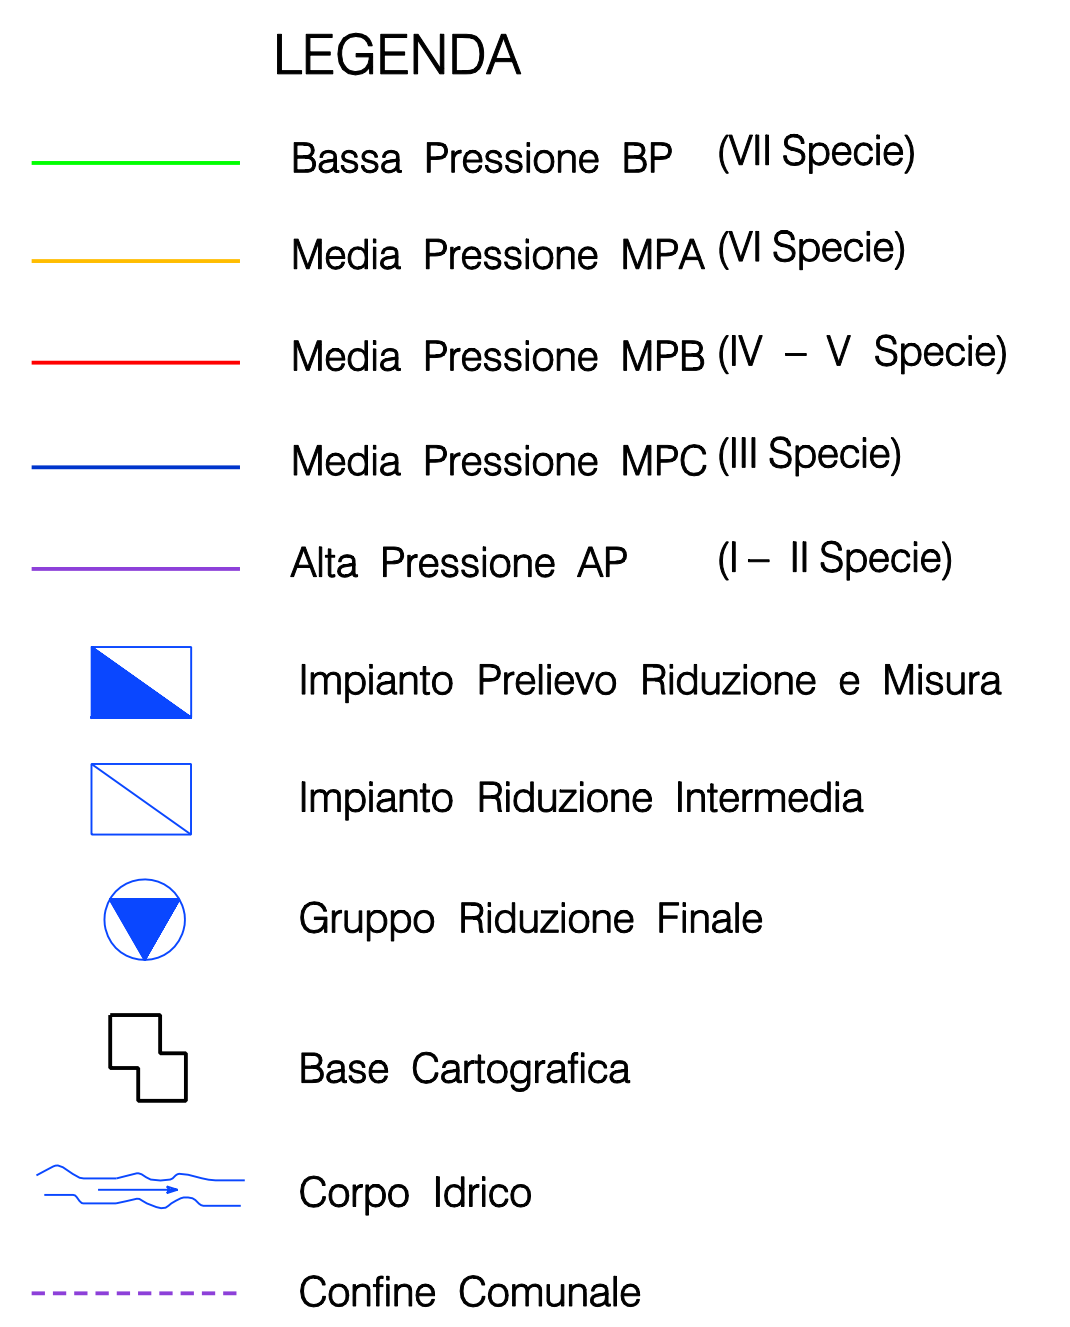 LEGENDA
Bassa Pressione BP (VII Specie)
Media Pressione MPA (VI Specie)
Media Pressione MPB (IV – V Specie)
Media Pressione MPC (III Specie)
Alta Pressione AP (I – II Specie)
Impianto Prelievo Riduzione e Misura
Impianto Riduzione Intermedia
Gruppo Riduzione Finale
Base Cartografica
Corpo Idrico
Confine Comunale